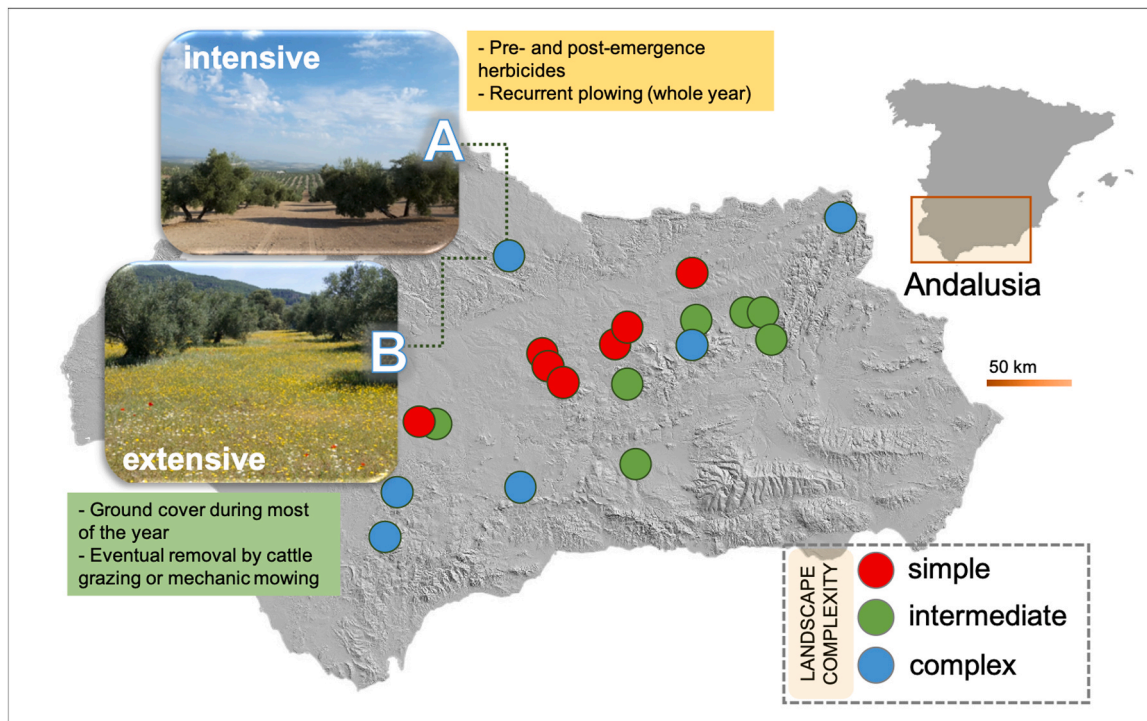 intensive
A
- Pre- and post-emergence
herbicides
- Recurrent plowing (whole year)
Andalusia
50 km
B
extensive
- Ground cover during most
of the year
- Eventual removal by cattle
grazing or mechanic mowing
LANDSCAPE
COMPLEXITY
simple
intermediate
complex